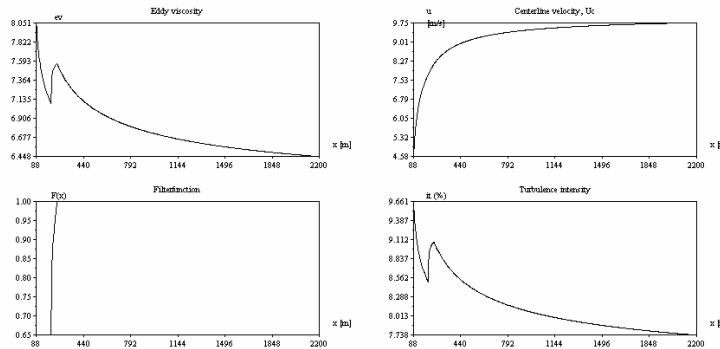 Eddy viscosity
ev
8.051
7.822
7.593
7.364
7.135
6.906
6.677
6.448
88 440 792 1144 1496 1848 2200
x [m]
Centerline velocity, Uc
u
[m/s]
9.75
9.01
8.27
7.53
6.79
6.05
5.32
4.58
88 440 792 1144 1496 1848 2200
x [
Filterfunction
F(x)
1.00
0.95
0.90
0.85
0.80
0.75
0.70
0.65
88 440 792 1144 1496 1848 2200
x [m]
Turbulence intensity
it (%)
9.661
9.387
9.112
8.837
8.562
8.288
8.013
7.738
88 440 792 1144 1496 1848 2200
x [